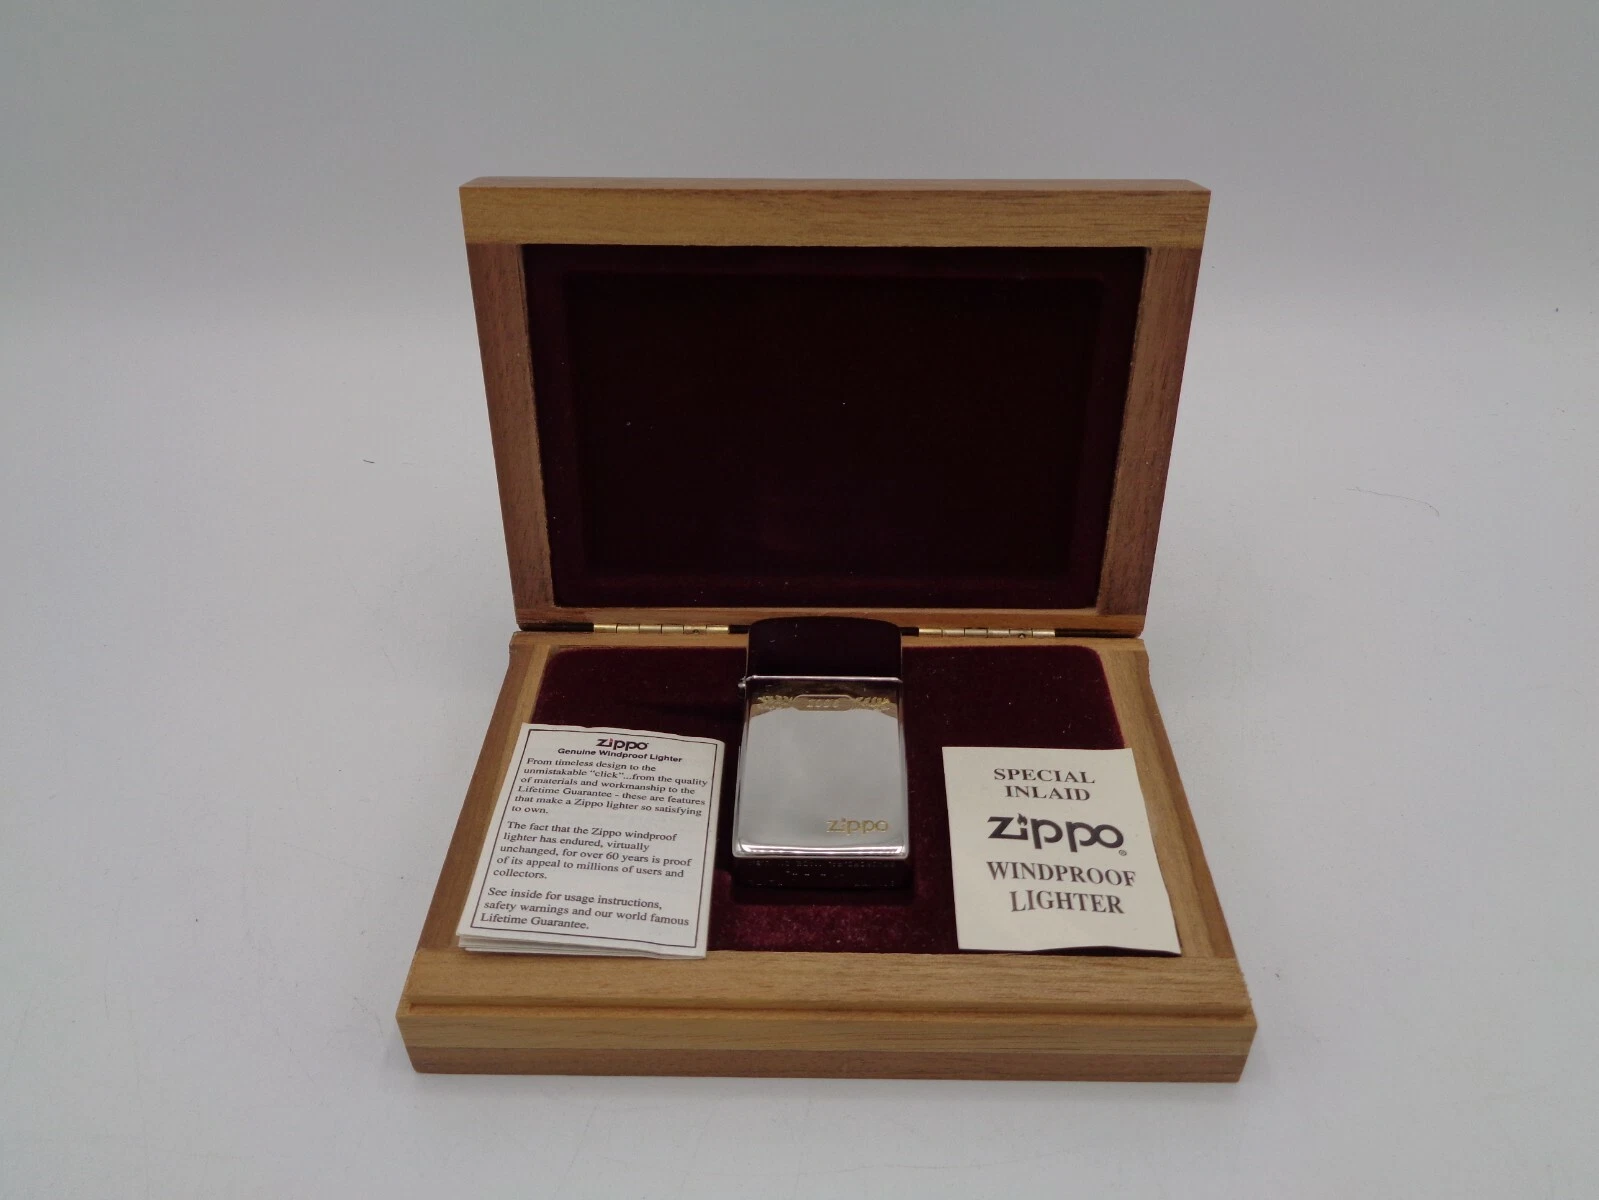 Zippo
Genuine Windproof Lighter
From timeless design to the
unmistakable "click"...from the quality
of materials and workmanship to the
Lifetime Guarantee - these are features
that make a Zippo lighter so satisfying
to own.
The fact that the Zippo windproof
lighter has endured, virtually
unchanged, for over 60 years is proof
of its appeal to millions of users and
collectors.
See inside for usage instructions,
safety warnings and our world famous
Lifetime Guarantee.
Zippo
SPECIAL
INLAID
Zippo®
WINDPROOF
LIGHTER